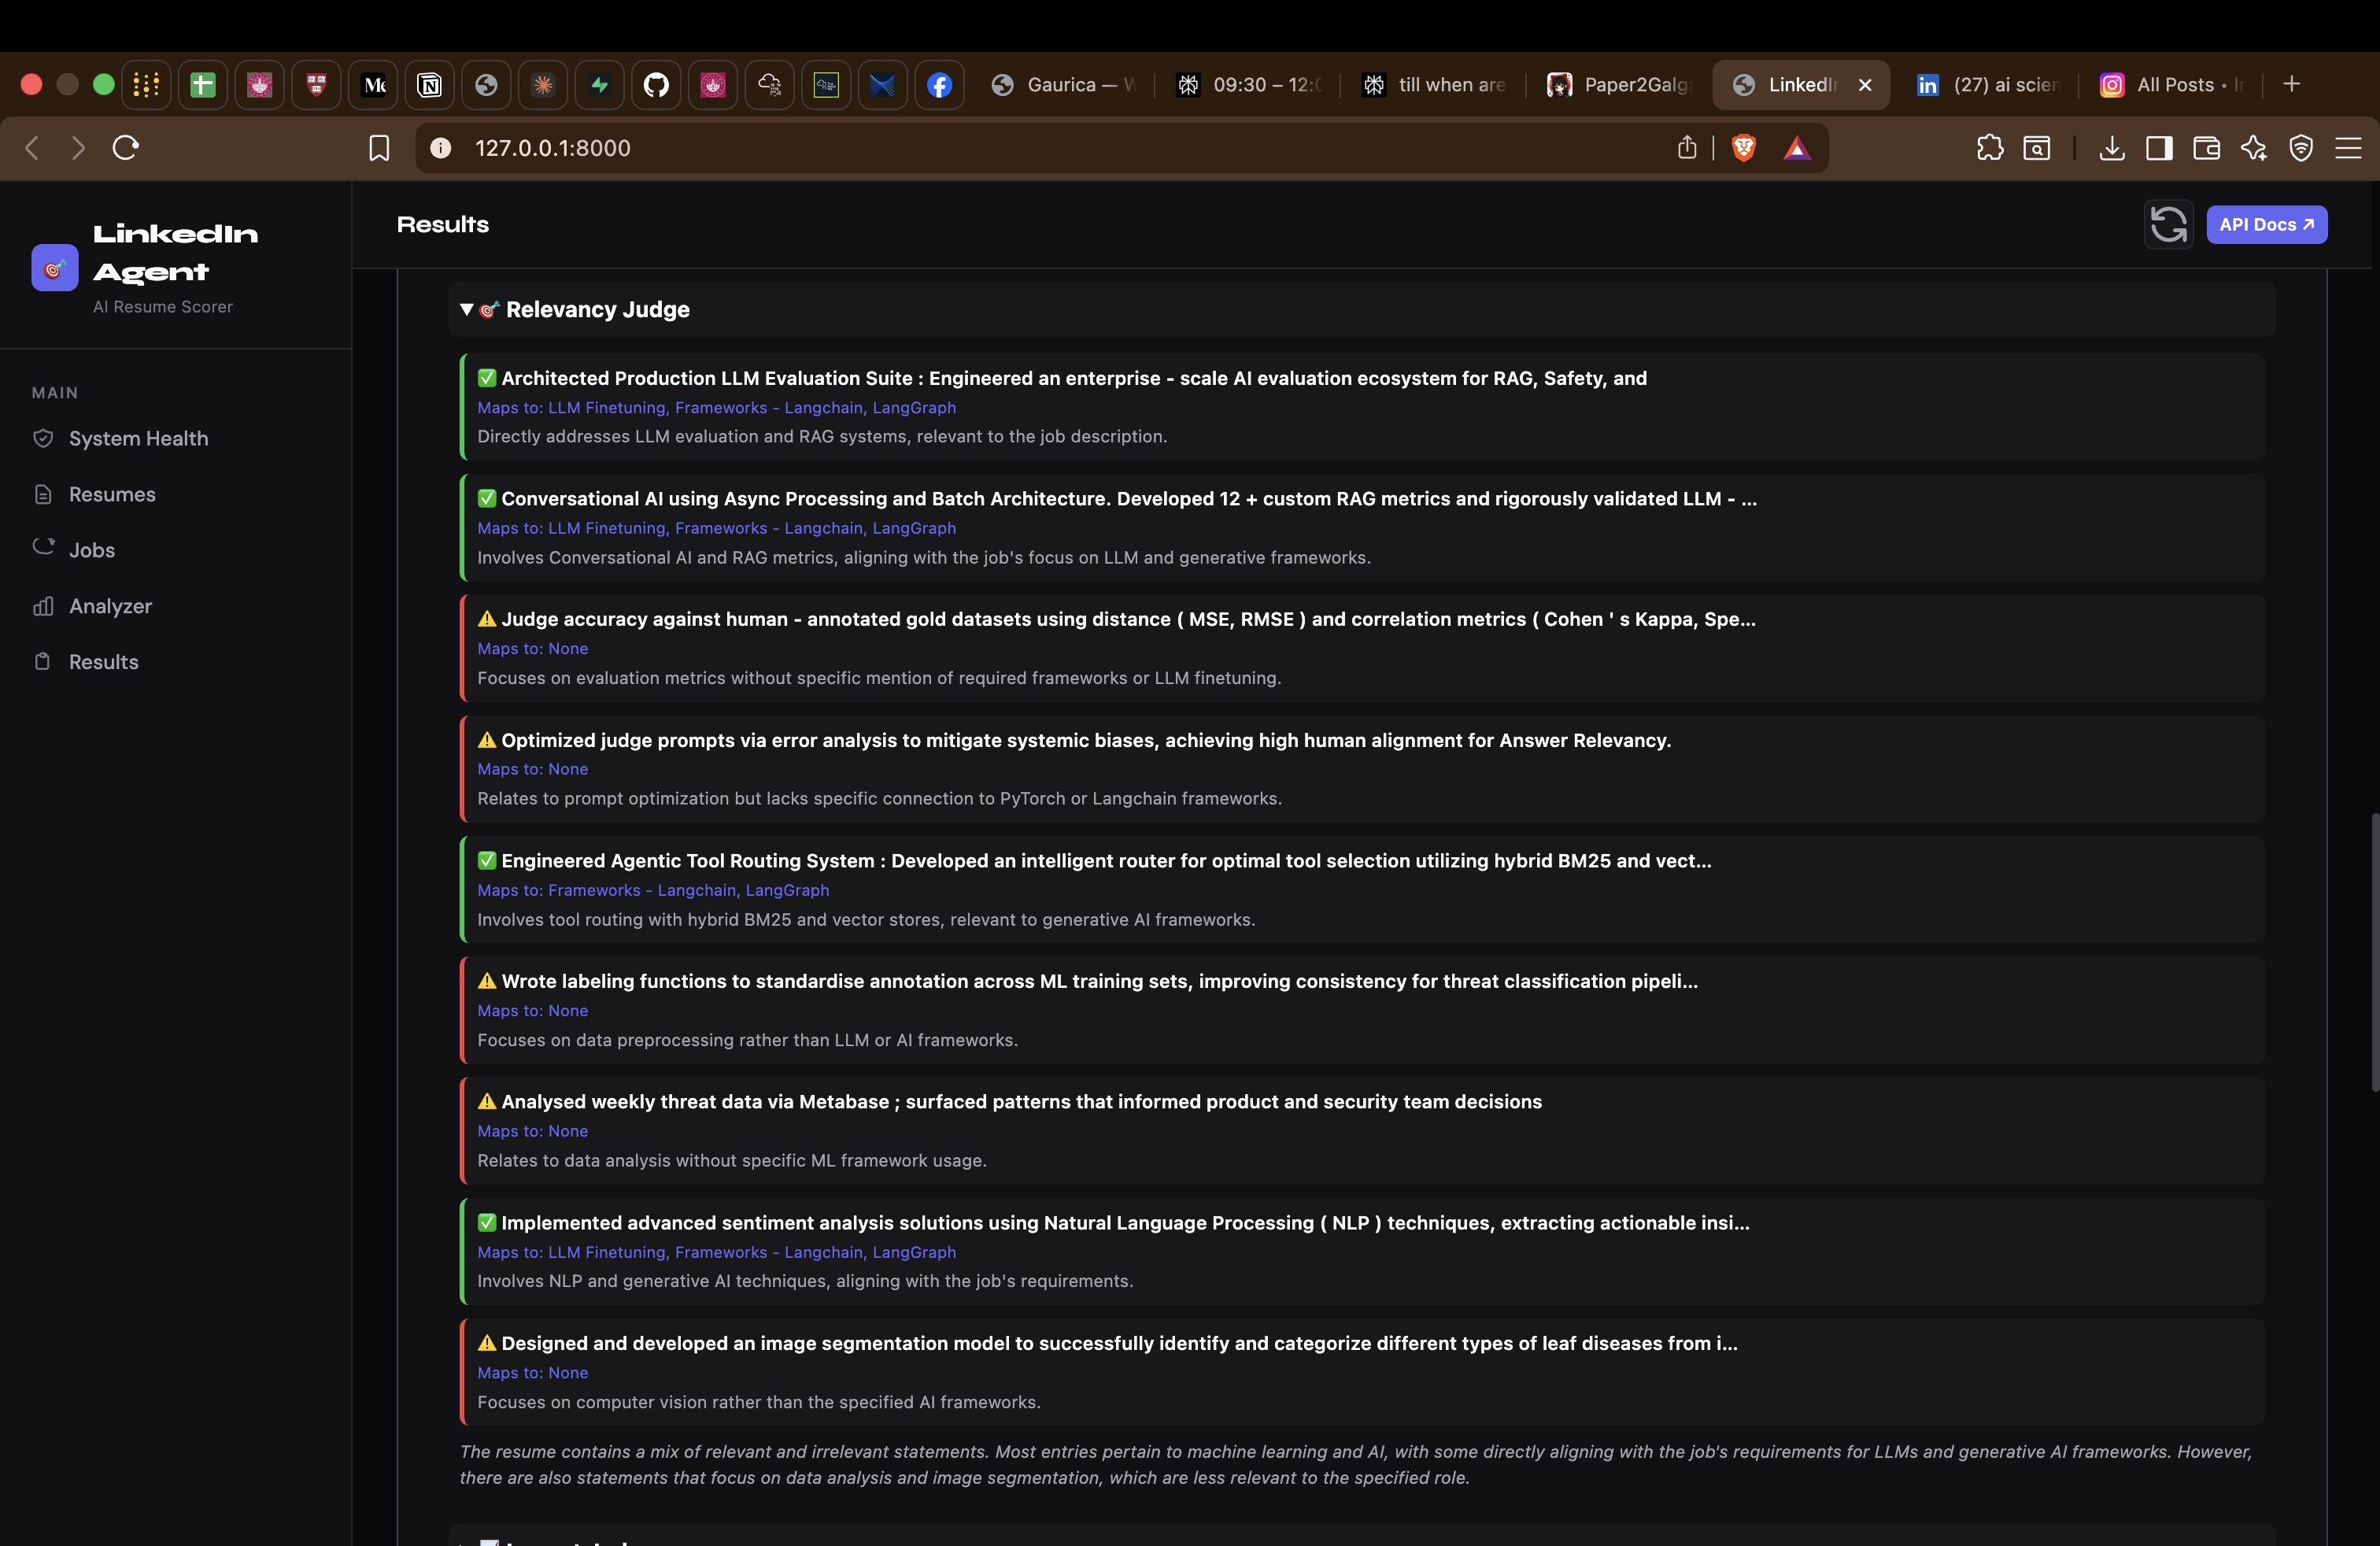 Gaurica — W
09:30 – 12:0
till when are
Paper2Galg
LinkedIn
(27) ai scien
All Posts • In
127.0.0.1:8000
LinkedIn
Agent
AI Resume Scorer
MAIN
System Health
Resumes
Jobs
Analyzer
Results
Results
API Docs ↗
▼ 🎯 Relevancy Judge
✅ Architected Production LLM Evaluation Suite : Engineered an enterprise - scale AI evaluation ecosystem for RAG, Safety, and
Maps to: LLM Finetuning, Frameworks - Langchain, LangGraph
Directly addresses LLM evaluation and RAG systems, relevant to the job description.
✅ Conversational AI using Async Processing and Batch Architecture. Developed 12 + custom RAG metrics and rigorously validated LLM - ...
Maps to: LLM Finetuning, Frameworks - Langchain, LangGraph
Involves Conversational AI and RAG metrics, aligning with the job's focus on LLM and generative frameworks.
⚠️ Judge accuracy against human - annotated gold datasets using distance ( MSE, RMSE ) and correlation metrics ( Cohen ' s Kappa, Spe...
Maps to: None
Focuses on evaluation metrics without specific mention of required frameworks or LLM finetuning.
⚠️ Optimized judge prompts via error analysis to mitigate systemic biases, achieving high human alignment for Answer Relevancy.
Maps to: None
Relates to prompt optimization but lacks specific connection to PyTorch or Langchain frameworks.
✅ Engineered Agentic Tool Routing System : Developed an intelligent router for optimal tool selection utilizing hybrid BM25 and vect...
Maps to: Frameworks - Langchain, LangGraph
Involves tool routing with hybrid BM25 and vector stores, relevant to generative AI frameworks.
⚠️ Wrote labeling functions to standardise annotation across ML training sets, improving consistency for threat classification pipeli...
Maps to: None
Focuses on data preprocessing rather than LLM or AI frameworks.
⚠️ Analysed weekly threat data via Metabase ; surfaced patterns that informed product and security team decisions
Maps to: None
Relates to data analysis without specific ML framework usage.
✅ Implemented advanced sentiment analysis solutions using Natural Language Processing ( NLP ) techniques, extracting actionable insi...
Maps to: LLM Finetuning, Frameworks - Langchain, LangGraph
Involves NLP and generative AI techniques, aligning with the job's requirements.
⚠️ Designed and developed an image segmentation model to successfully identify and categorize different types of leaf diseases from i...
Maps to: None
Focuses on computer vision rather than the specified AI frameworks.
The resume contains a mix of relevant and irrelevant statements. Most entries pertain to machine learning and AI, with some directly aligning with the job's requirements for LLMs and generative AI frameworks. However,
there are also statements that focus on data analysis and image segmentation, which are less relevant to the specified role.